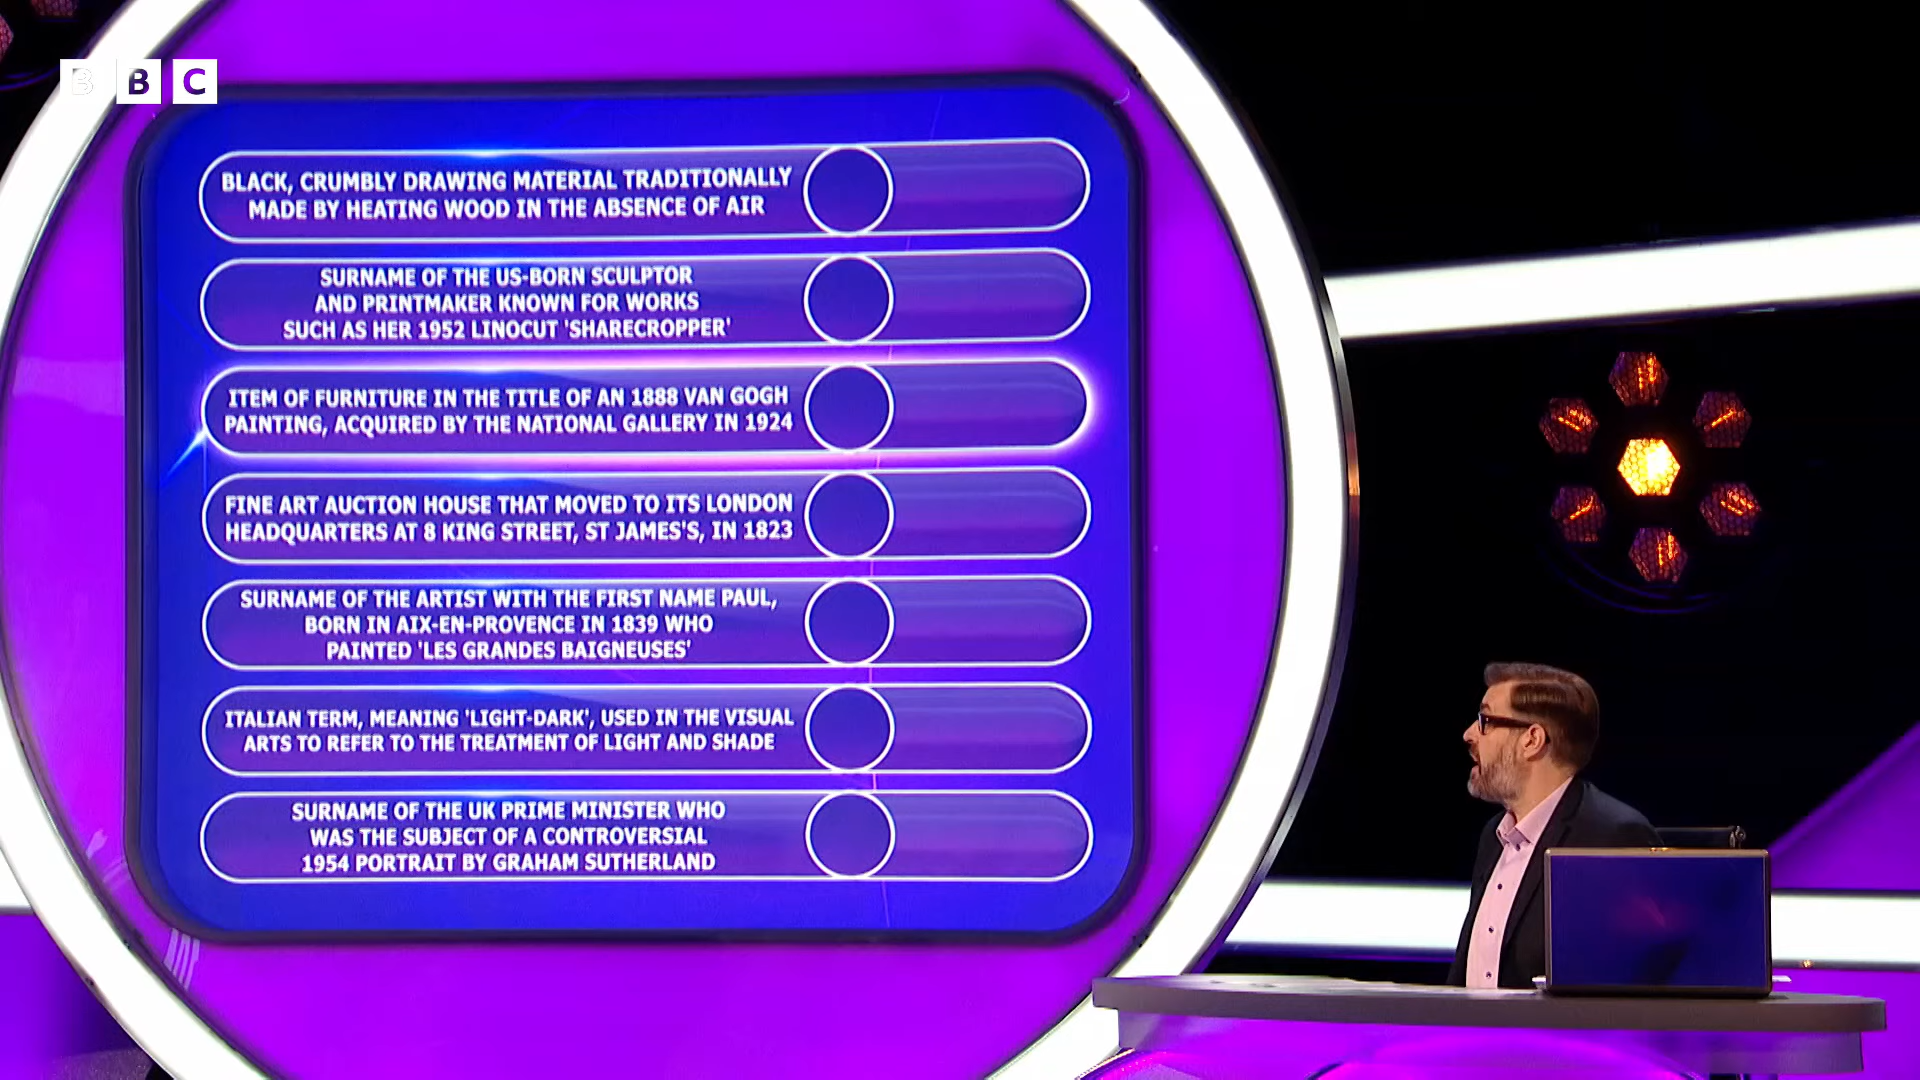 BBC
BLACK, CRUMBLY DRAWING MATERIAL TRADITIONALLY
MADE BY HEATING WOOD IN THE ABSENCE OF AIR
SURNAME OF THE US-BORN SCULPTOR
AND PRINTMAKER KNOWN FOR WORKS
SUCH AS HER 1952 LINOCUT 'SHARECROPPER'
ITEM OF FURNITURE IN THE TITLE OF AN 1888 VAN GOGH
PAINTING, ACQUIRED BY THE NATIONAL GALLERY IN 1924
FINE ART AUCTION HOUSE THAT MOVED TO ITS LONDON
HEADQUARTERS AT 8 KING STREET, ST JAMES'S, IN 1823
SURNAME OF THE ARTIST WITH THE FIRST NAME PAUL,
BORN IN AIX-EN-PROVENCE IN 1839 WHO
PAINTED 'LES GRANDES BAIGNEUSES'
ITALIAN TERM, MEANING 'LIGHT-DARK', USED IN THE VISUAL
ARTS TO REFER TO THE TREATMENT OF LIGHT AND SHADE
SURNAME OF THE UK PRIME MINISTER WHO
WAS THE SUBJECT OF A CONTROVERSIAL
1954 PORTRAIT BY GRAHAM SUTHERLAND